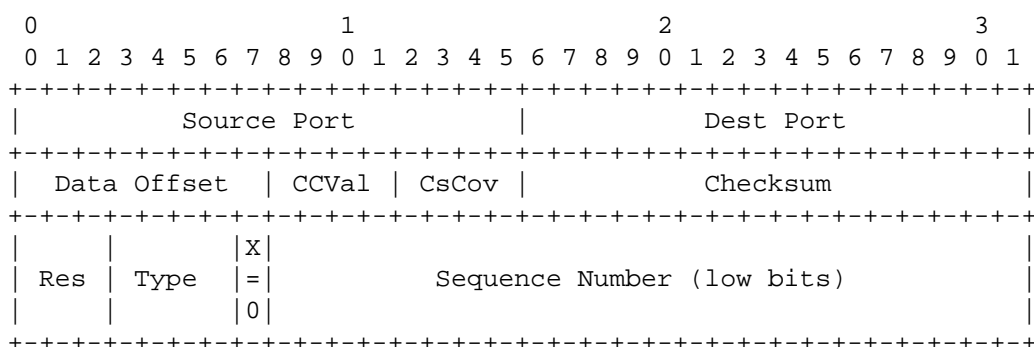 0                   1                   2                   3
 0 1 2 3 4 5 6 7 8 9 0 1 2 3 4 5 6 7 8 9 0 1 2 3 4 5 6 7 8 9 0 1
+-+-+-+-+-+-+-+-+-+-+-+-+-+-+-+-+-+-+-+-+-+-+-+-+-+-+-+-+-+-+-+-+
|          Source Port          |           Dest Port           |
+-+-+-+-+-+-+-+-+-+-+-+-+-+-+-+-+-+-+-+-+-+-+-+-+-+-+-+-+-+-+-+-+
|  Data Offset  | CCVal | CsCov |           Checksum            |
+-+-+-+-+-+-+-+-+-+-+-+-+-+-+-+-+-+-+-+-+-+-+-+-+-+-+-+-+-+-+-+-+
|     |       |X|                                               |
| Res | Type  |=|          Sequence Number (low bits)           |
|     |       |0|                                               |
+-+-+-+-+-+-+-+-+-+-+-+-+-+-+-+-+-+-+-+-+-+-+-+-+-+-+-+-+-+-+-+-+